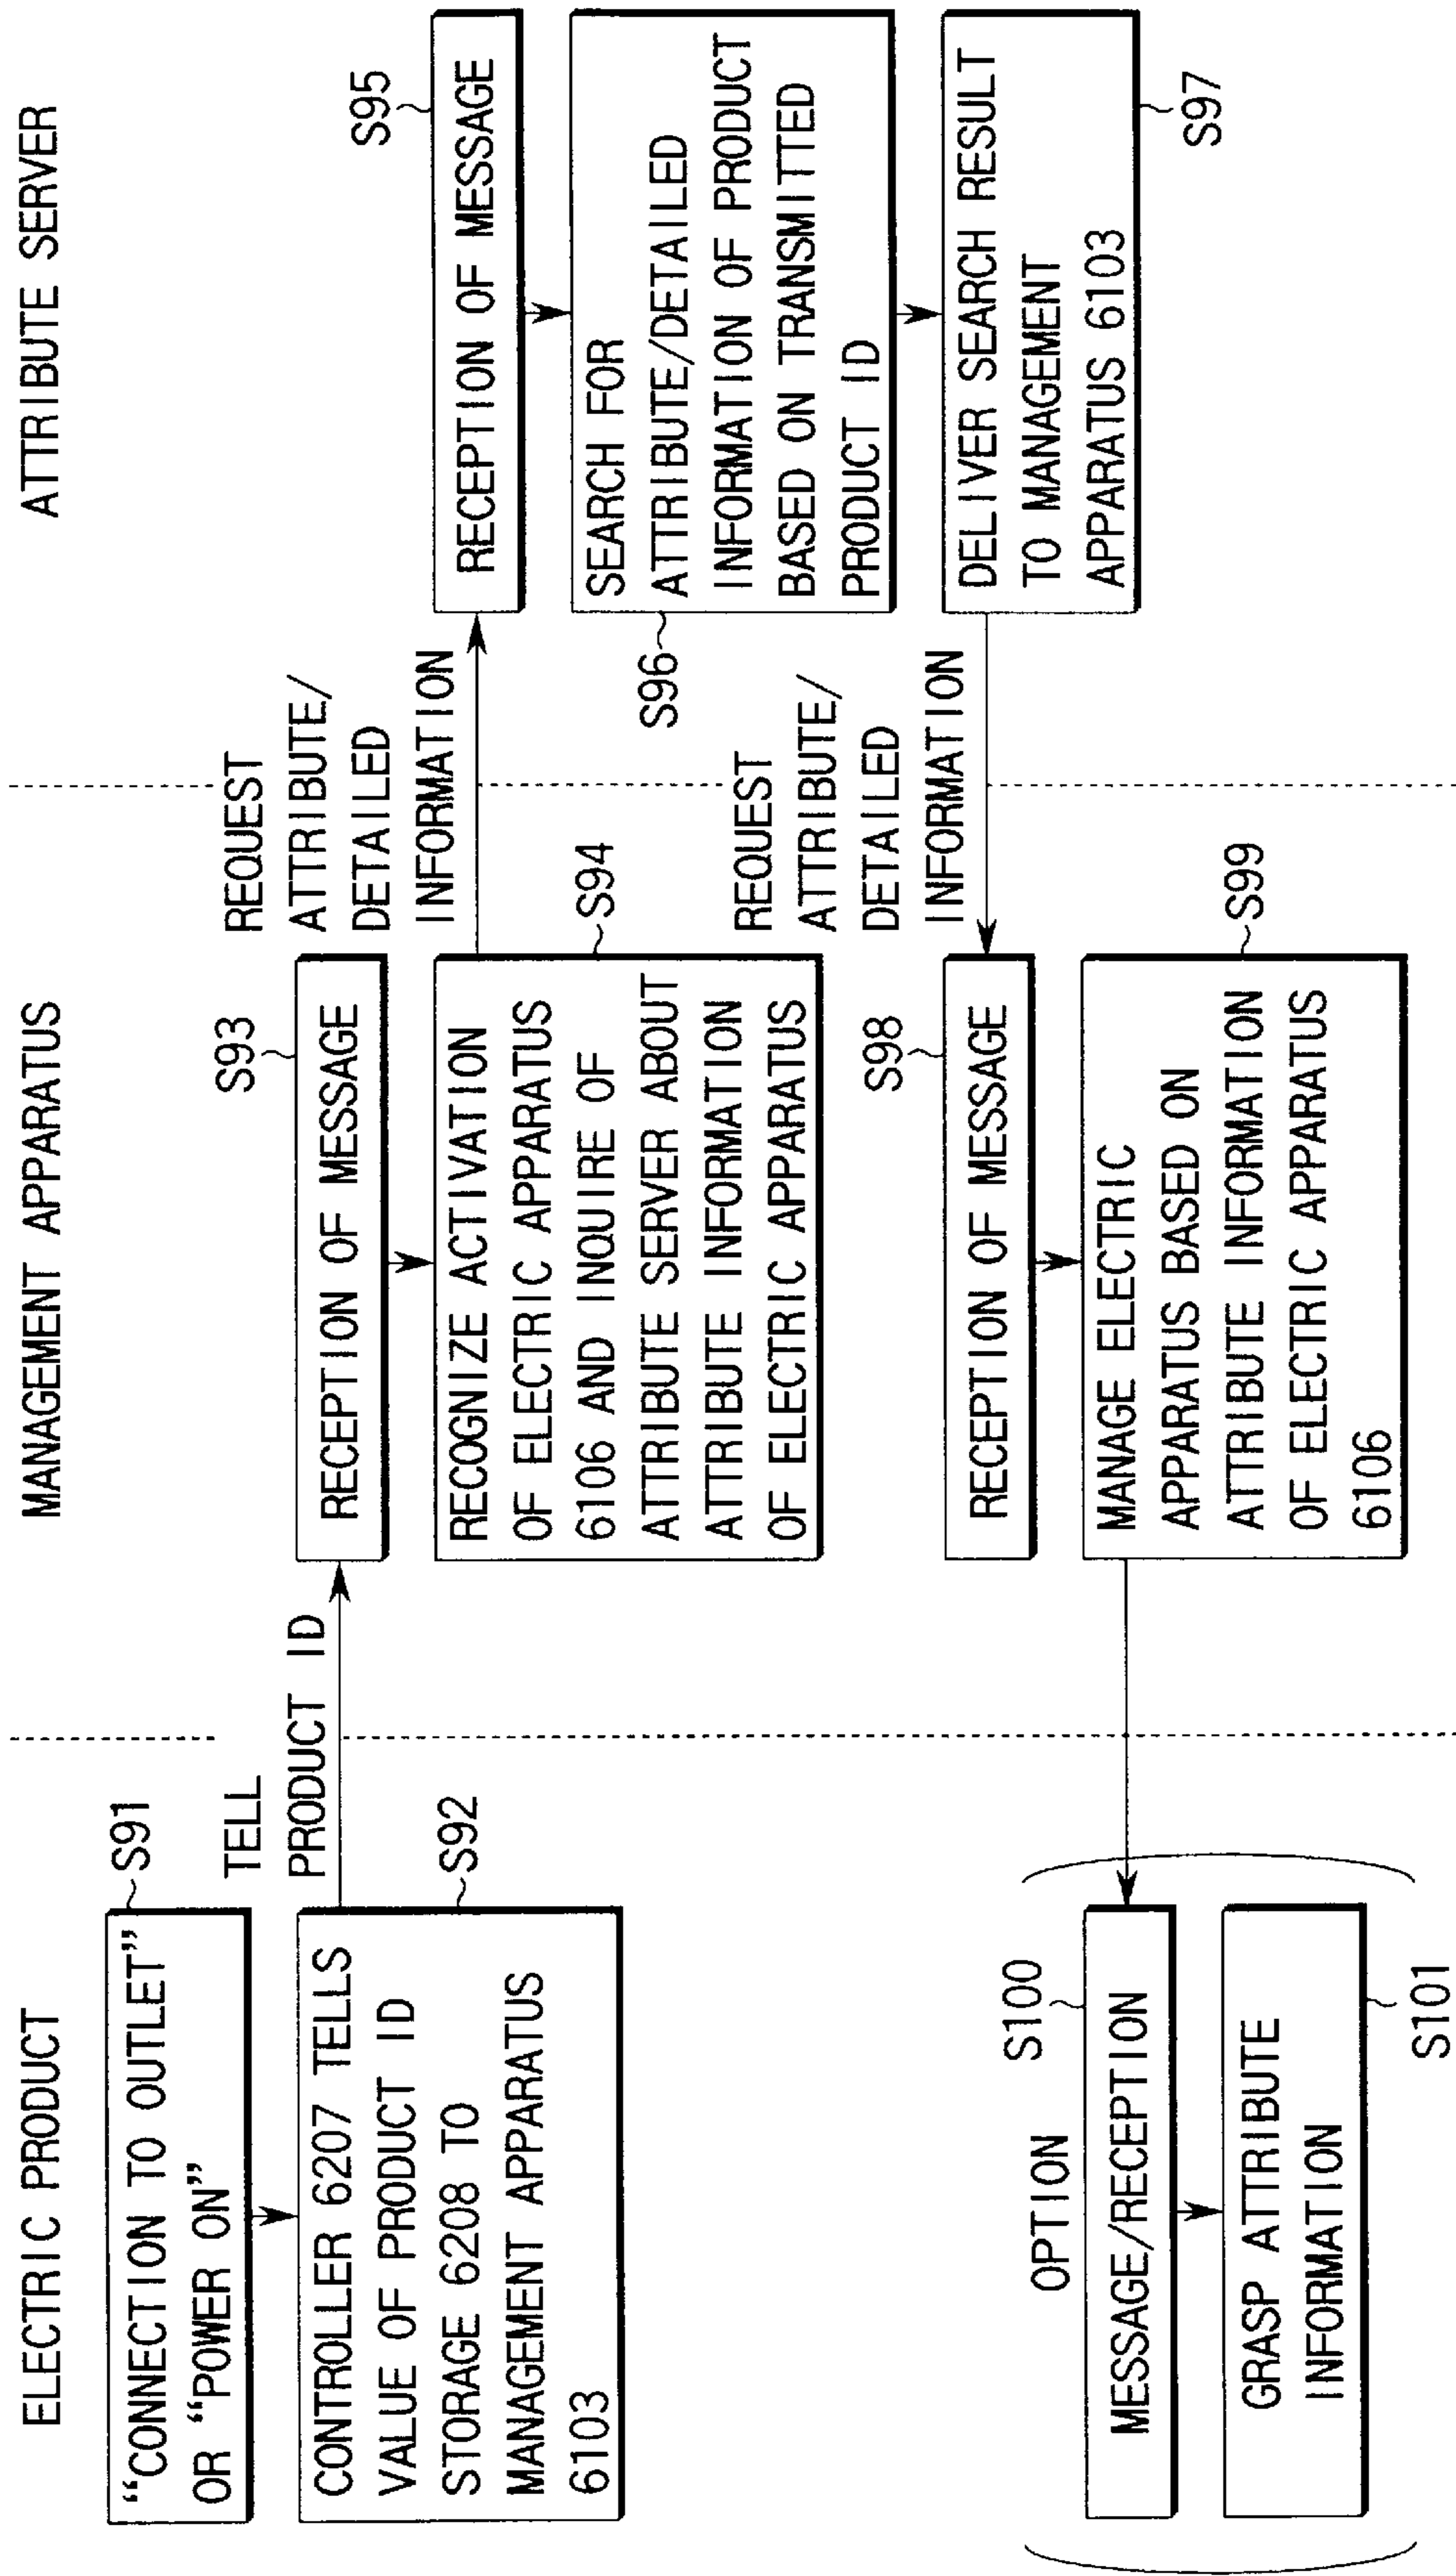 ELECTRIC PRODUCT
MANAGEMENT APPARATUS
ATTRIBUTE SERVER
“CONNECTION TO OUTLET”
OR “POWER ON”
S91
TELL
PRODUCT ID
CONTROLLER 6207 TELLS
VALUE OF PRODUCT ID
STORAGE 6208 TO
MANAGEMENT APPARATUS
6103
S92
S93
RECEPTION OF MESSAGE
RECOGNIZE ACTIVATION
OF ELECTRIC APPARATUS
6106 AND INQUIRE OF
ATTRIBUTE SERVER ABOUT
ATTRIBUTE INFORMATION
OF ELECTRIC APPARATUS
S94
REQUEST
ATTRIBUTE/
DETAILED
INFORMATION
S95
RECEPTION OF MESSAGE
SEARCH FOR
ATTRIBUTE/DETAILED
INFORMATION OF PRODUCT
BASED ON TRANSMITTED
PRODUCT ID
S96
DELIVER SEARCH RESULT
TO MANAGEMENT
APPARATUS 6103
S97
REQUEST
ATTRIBUTE/
DETAILED
INFORMATION
S98
RECEPTION OF MESSAGE
MANAGE ELECTRIC
APPARATUS BASED ON
ATTRIBUTE INFORMATION
OF ELECTRIC APPARATUS
6106
S99
OPTION
S100
MESSAGE/RECEPTION
GRASP ATTRIBUTE
INFORMATION
S101